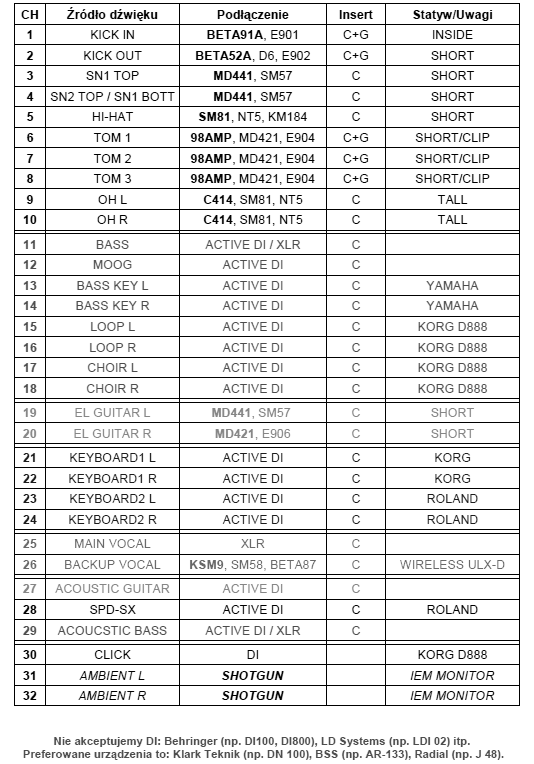 CH Źródło dźwięku Podłączenie Insert Statyw/Uwagi
1 KICK IN BETA91A, E901 C+G INSIDE
2 KICK OUT BETA52A, D6, E902 C+G SHORT
3 SN1 TOP MD441, SM57 C SHORT
4 SN2 TOP / SN1 BOTT MD441, SM57 C SHORT
5 HI-HAT SM81, NT5, KM184 C SHORT
6 TOM 1 98AMP, MD421, E904 C+G SHORT/CLIP
7 TOM 2 98AMP, MD421, E904 C+G SHORT/CLIP
8 TOM 3 98AMP, MD421, E904 C+G SHORT/CLIP
9 OH L C414, SM81, NT5 C TALL
10 OH R C414, SM81, NT5 C TALL
11 BASS ACTIVE DI / XLR C
12 MOOG ACTIVE DI C
13 BASS KEY L ACTIVE DI C YAMAHA
14 BASS KEY R ACTIVE DI C YAMAHA
15 LOOP L ACTIVE DI C KORG D888
16 LOOP R ACTIVE DI C KORG D888
17 CHOIR L ACTIVE DI C KORG D888
18 CHOIR R ACTIVE DI C KORG D888
19 EL GUITAR L MD441, SM57 C SHORT
20 EL GUITAR R MD421, E906 C SHORT
21 KEYBOARD1 L ACTIVE DI C KORG
22 KEYBOARD1 R ACTIVE DI C KORG
23 KEYBOARD2 L ACTIVE DI C ROLAND
24 KEYBOARD2 R ACTIVE DI C ROLAND
25 MAIN VOCAL XLR C
26 BACKUP VOCAL KSM9, SM58, BETA87 C WIRELESS ULX-D
27 ACOUSTIC GUITAR ACTIVE DI C
28 SPD-SX ACTIVE DI C ROLAND
29 ACOUCSTIC BASS ACTIVE DI / XLR C
30 CLICK DI KORG D888
31 AMBIENT L SHOTGUN IEM MONITOR
32 AMBIENT R SHOTGUN IEM MONITOR
Nie akceptujemy DI: Behringer (np. DI100, DI800), LD Systems (np. LDI 02) itp.
Preferowane urządzenia to: Klark Teknik (np. DN 100), BSS (np. AR-133), Radial (np. J 48).